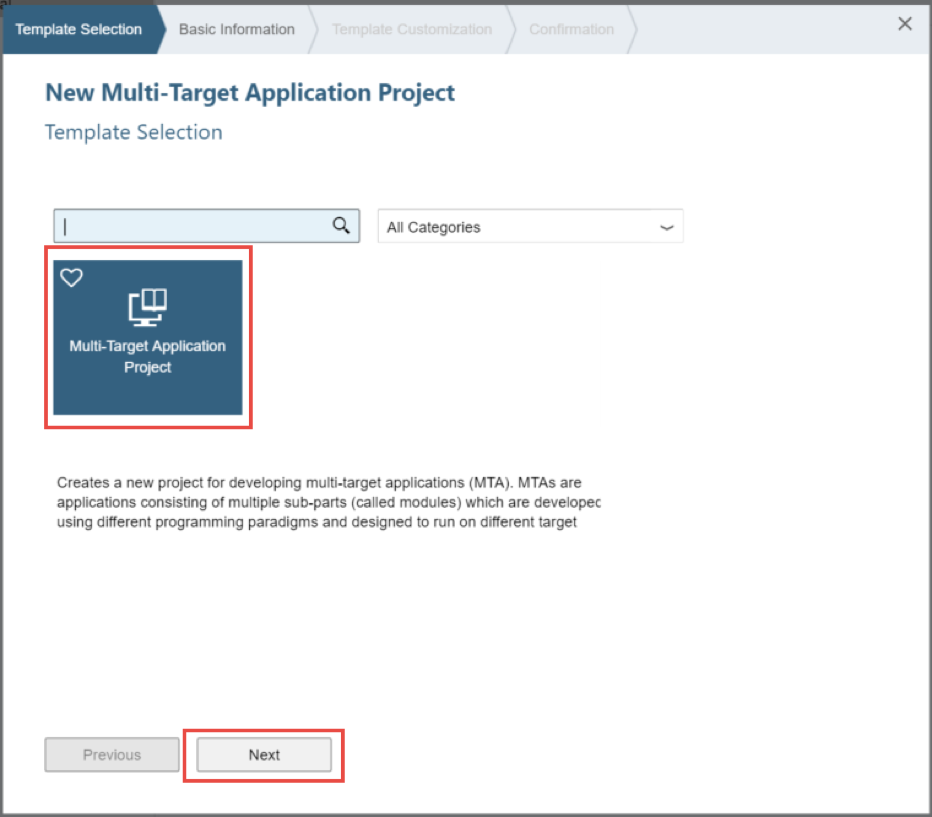 Template Selection
Basic Information
Template Customization
Confirmation
New Multi-Target Application Project
Template Selection
All Categories
Multi-Target Application
Project
Creates a new project for developing multi-target applications (MTA). MTAs are
applications consisting of multiple sub-parts (called modules) which are developed
using different programming paradigms and designed to run on different target
Previous
Next